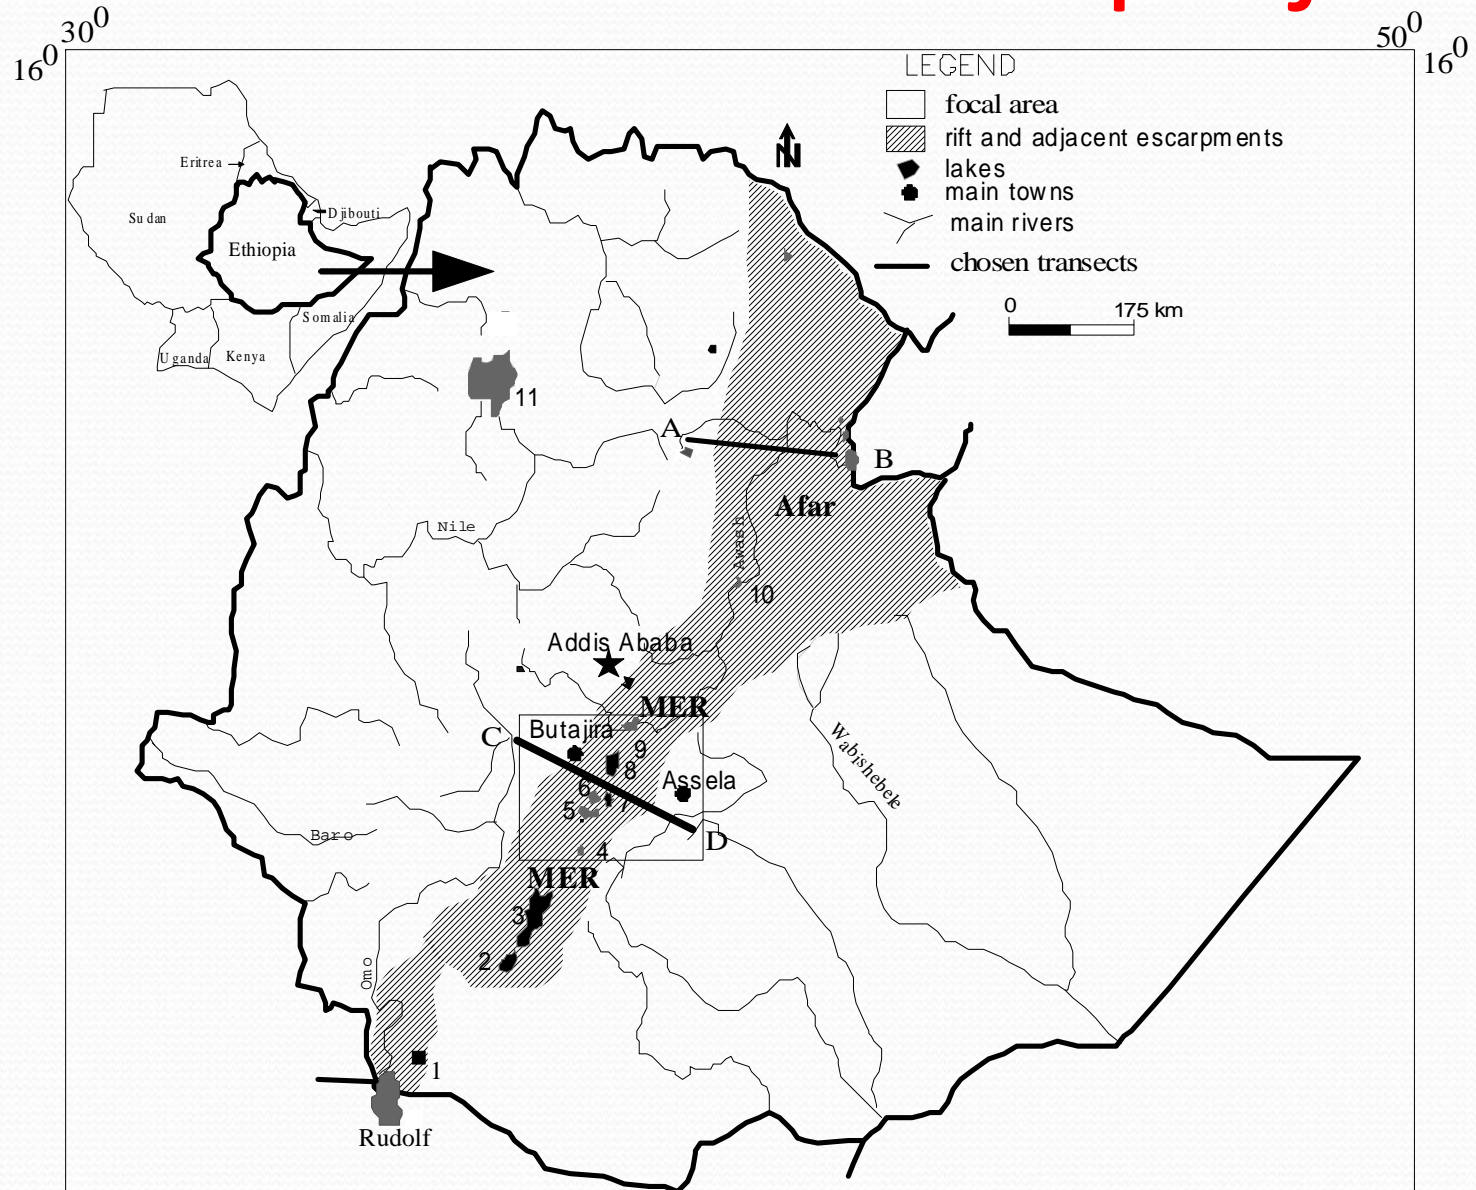 30⁰
50⁰
16⁰
16⁰
LEGEND
focal area
rift and adjacent escarpments
lakes
main towns
main rivers
chosen transects
0 175 km
N
Eritrea
Sudan
Djibouti
Ethiopia
Somalia
Uganda
Kenya
11
A
B
Afar
Nile
Awash
10
Addis Ababa
MER
Butajira
C
9
8
Assela
6
7
5
Wabishebele
D
Baro
4
MER
3
2
Omo
1
Rudolf